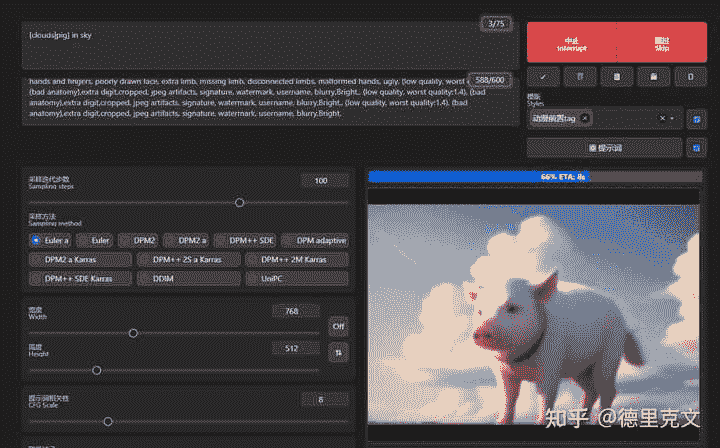 3/75
[clouds|pig] in sky
中止
Interrupt
跳过
Skip
hands and fingers, poorly drawn face, extra limb, missing limb, disconnected limbs, malformed hands, ugly, (low quality, worst
588/600
anatomy),extra digit,cropped, jpeg artifacts, signature, watermark, username, blurry,Bright,, (low quality, worst quality:1.4), (bad
anatomy),extra digit,cropped, jpeg artifacts, signature, watermark, username, blurry,Bright,, (low quality, worst quality:1.4), (bad
anatomy),extra digit,cropped, jpeg artifacts, signature, watermark, username, blurry,Bright,
模版
Styles
动漫前置tag
提示词
采样迭代步数
Sampling steps
100
66% ETA: 8s
采样方法
Sampling method
Euler a
Euler
DPM2
DPM2 a
DPM++ SDE
DPM adaptive
DPM2 a Karras
DPM++ 2S a Karras
DPM++ 2M Karras
DPM++ SDE Karras
DDIM
UniPC
宽度
Width
768
Off
高度
Height
512
提示词相关性
CFG Scale
8
知乎 @德里克文